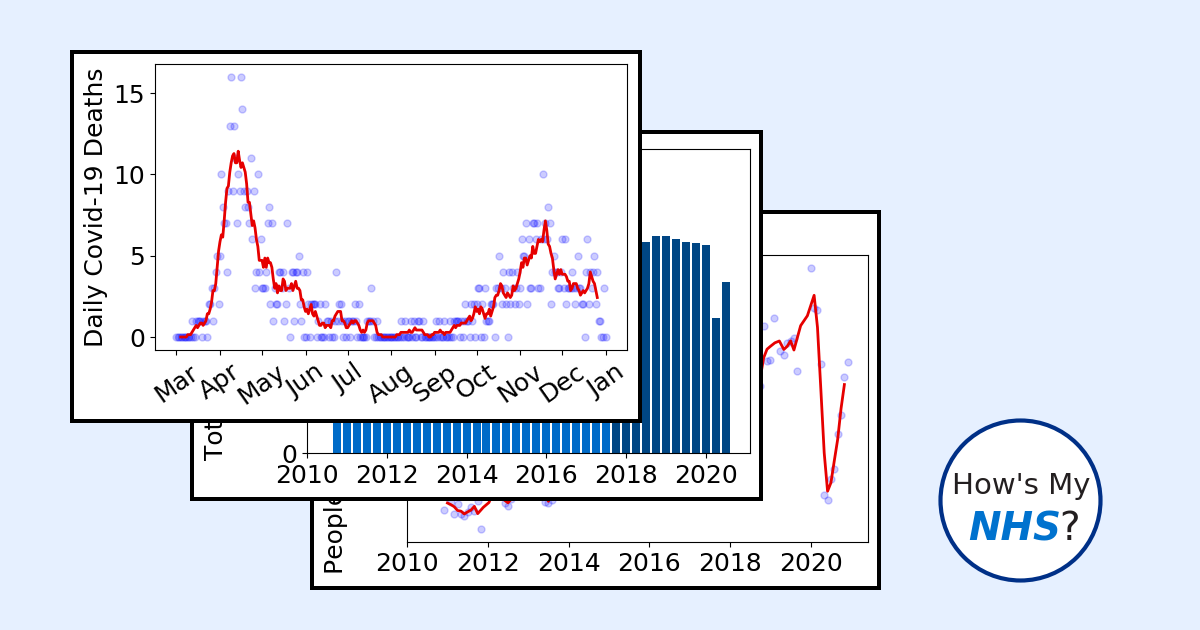 Daily Covid-19 Deaths
15
10
5
0
Mar Apr May Jun Jul Aug Sep Oct Nov Dec Jan
Tot
0
2010 2012 2014 2016 2018 2020
People
2010 2012 2014 2016 2018 2020
How's My
NHS?